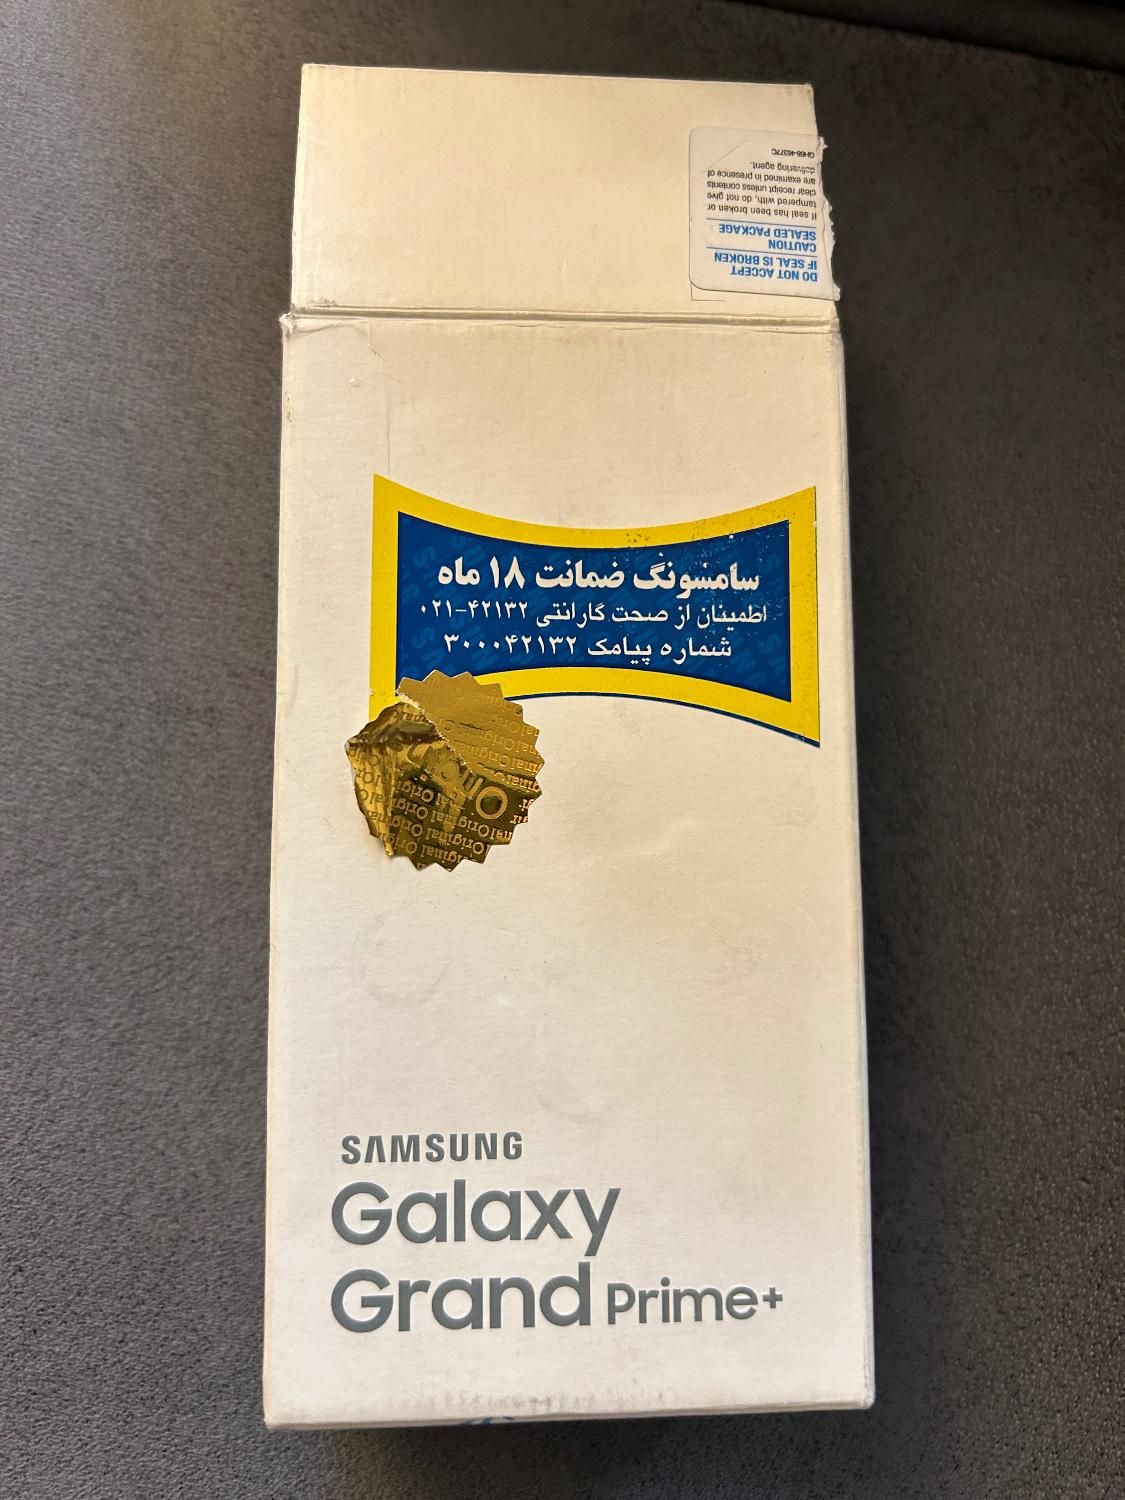 DO NOT ACCEPT
IF SEAL IS BROKEN
CAUTION
SEALED PACKAGE
If seal has been broken or
tampered with, do not give
clear receipt unless contents
are examined in presence of
delivering agent.
GH68-46377C
سامسونگ ضمانت ۱۸ ماه
اطمینان از صحت گارانتی ۴۲۱۳۲-۰۲۱
شماره پیامک ۳۰۰۰۴۲۱۳۲
Original
SAMSUNG
Galaxy
Grand Prime+